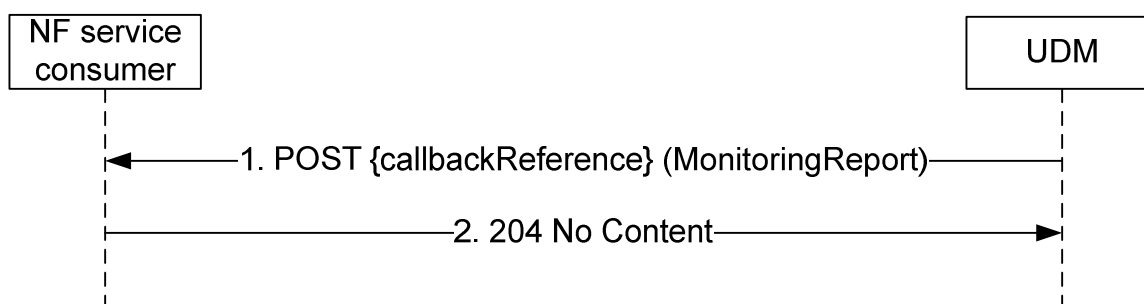 NF service
consumer
UDM
1. POST {callbackReference} (MonitoringReport)
2. 204 No Content